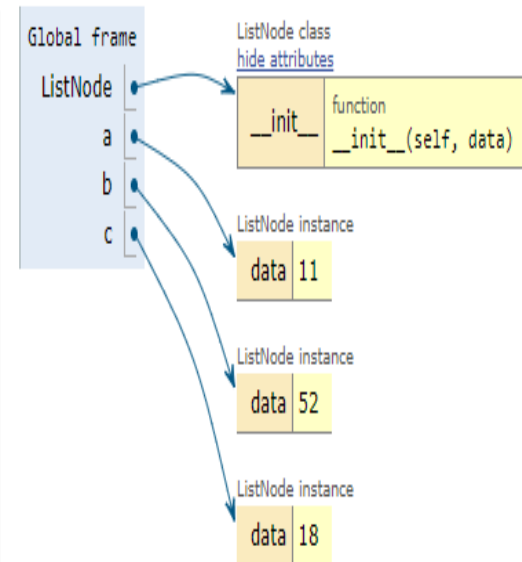 Global frame
ListNode
a
b
c
ListNode class
hide attributes
__init__
function
__init__(self, data)
ListNode instance
data 11
ListNode instance
data 52
ListNode instance
data 18